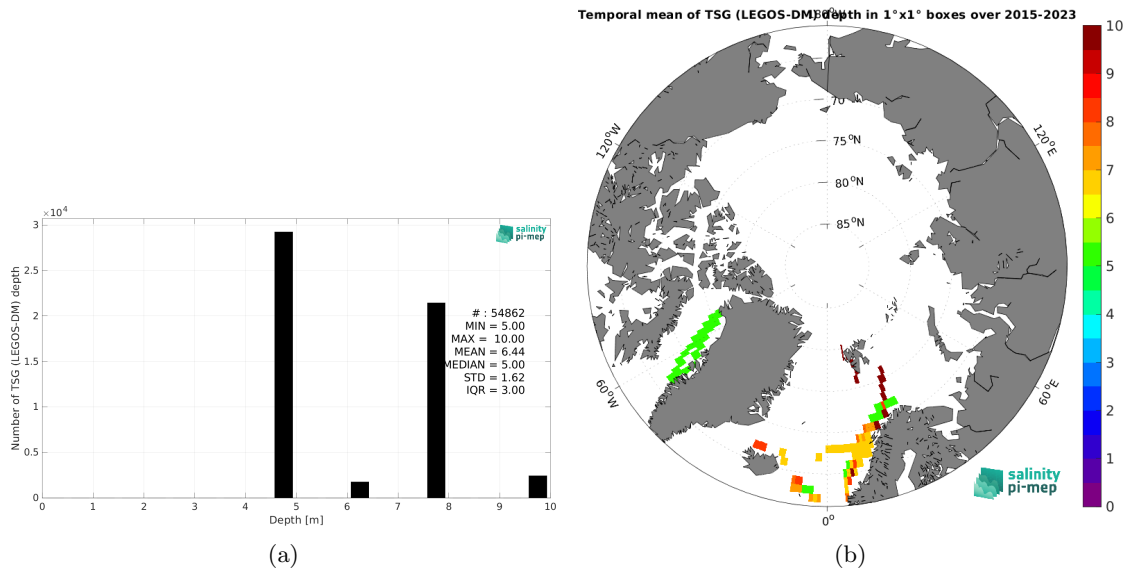 Temporal mean of TSG (LEGOS-DM) depth in 1°x1° boxes over 2015-2023
180°W
×10⁴
3
2.5
2
1.5
1
0.5
0
Number of TSG (LEGOS-DM) depth
salinity
pi-mep
# : 54862
MIN = 5.00
MAX = 10.00
MEAN = 6.44
MEDIAN = 5.00
STD = 1.62
IQR = 3.00
0 1 2 3 4 5 6 7 8 9 10
Depth [m]
(a)
120°W
120°E
70
75°N
80°N
85°N
60°W
60°E
0°
salinity
pi-mep
10
9
8
7
6
5
4
3
2
1
0
(b)